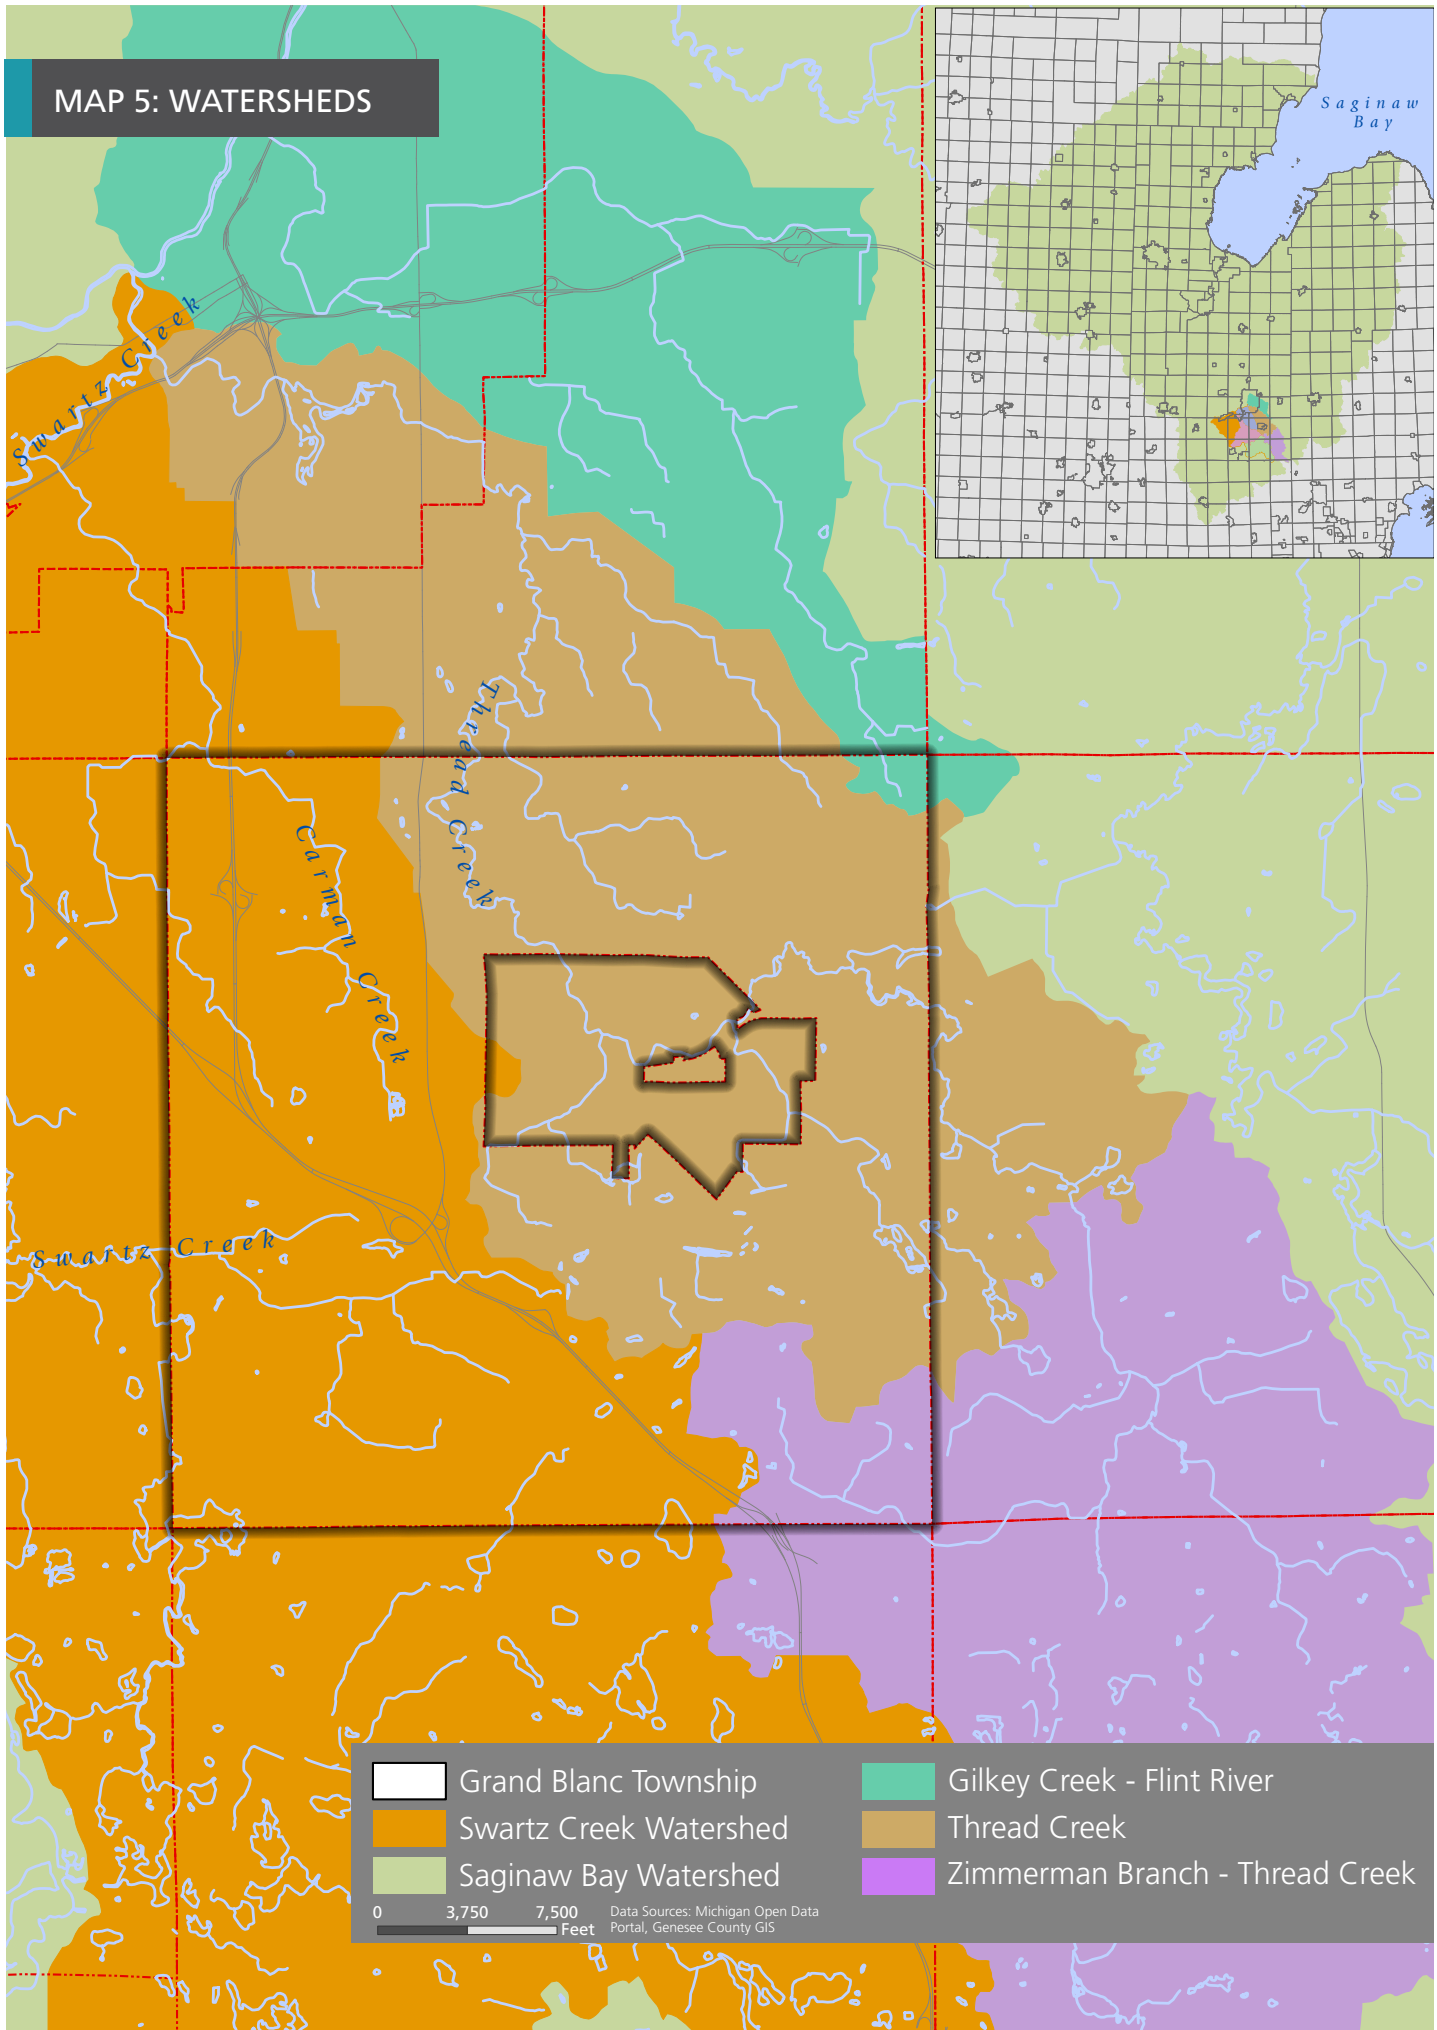 MAP 5: WATERSHEDS
Saginaw
Bay
Swartz Creek
Thread Creek
Carman Creek
Swartz Creek
Grand Blanc Township
Swartz Creek Watershed
Saginaw Bay Watershed
Gilkey Creek - Flint River
Thread Creek
Zimmerman Branch - Thread Creek
0 3,750 7,500
Feet
Data Sources: Michigan Open Data
Portal, Genesee County GIS